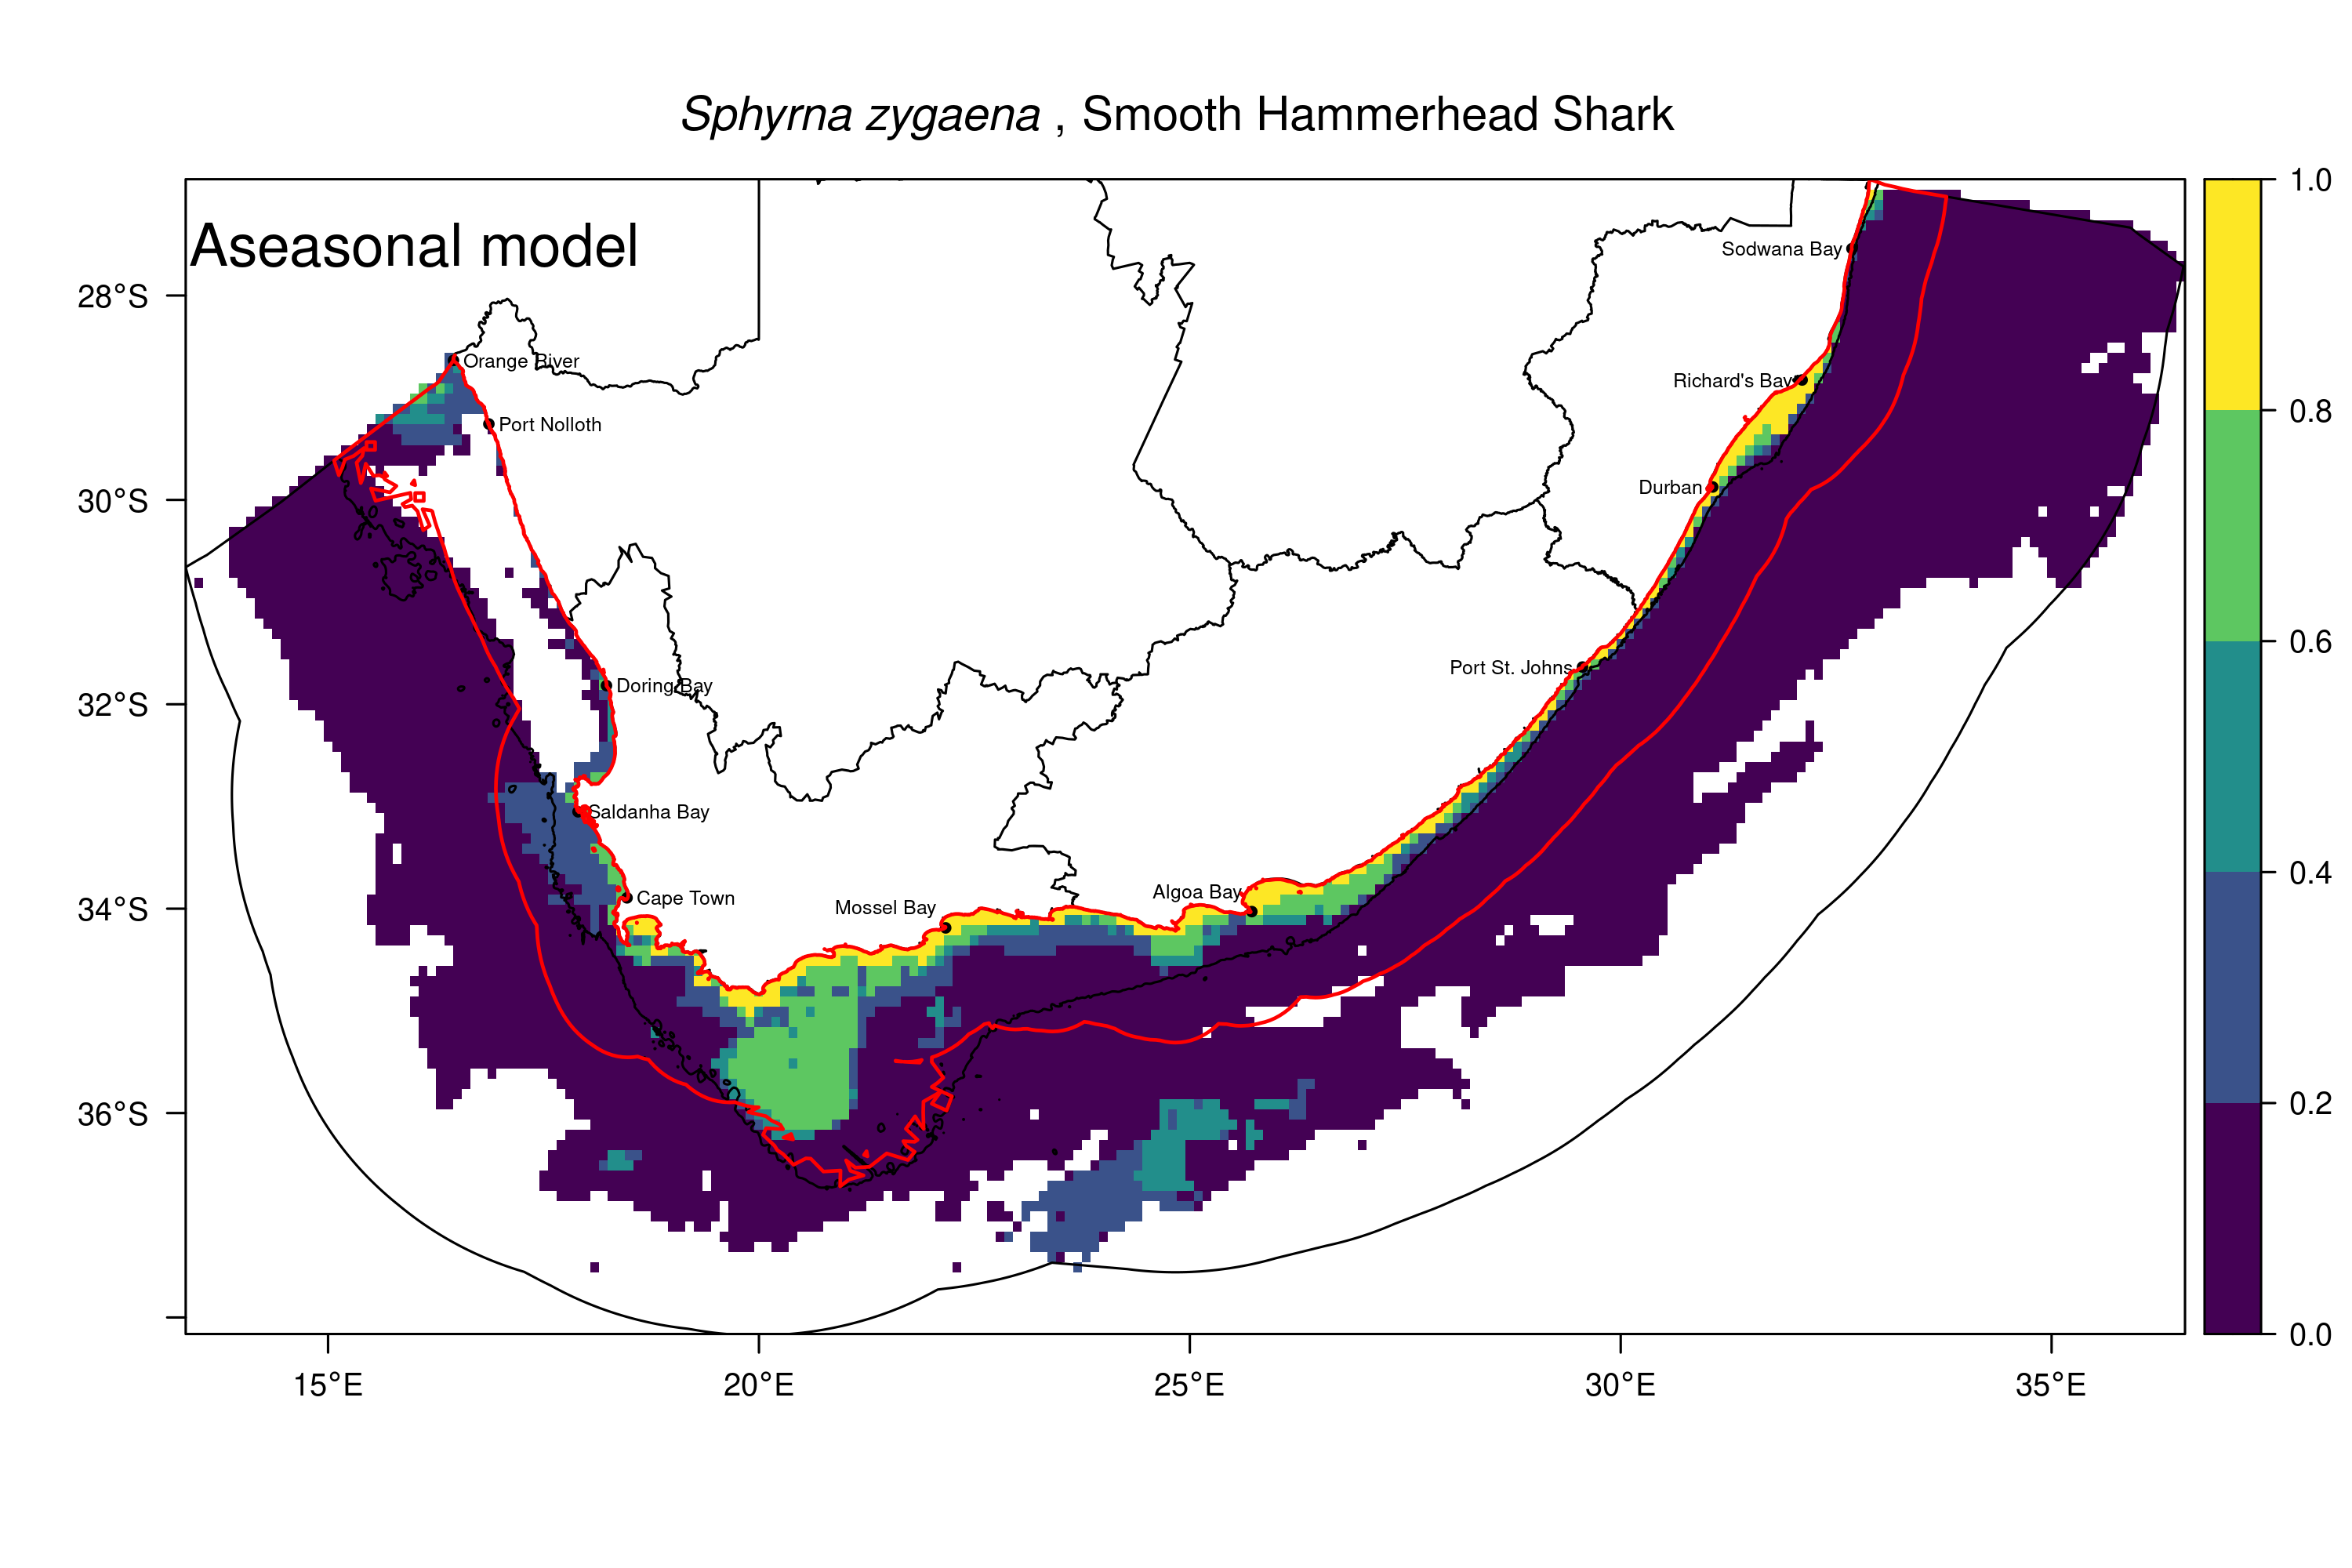 Sphyrna zygaena , Smooth Hammerhead Shark
Aseasonal model
1.0
0.8
0.6
0.4
0.2
0.0
28°S
30°S
32°S
34°S
36°S
Sodwana Bay
Orange River
Richard's Bay
Port Nolloth
Durban
Port St. Johns
Doring Bay
Saldanha Bay
Algoa Bay
Cape Town
Mossel Bay
15°E
20°E
25°E
30°E
35°E